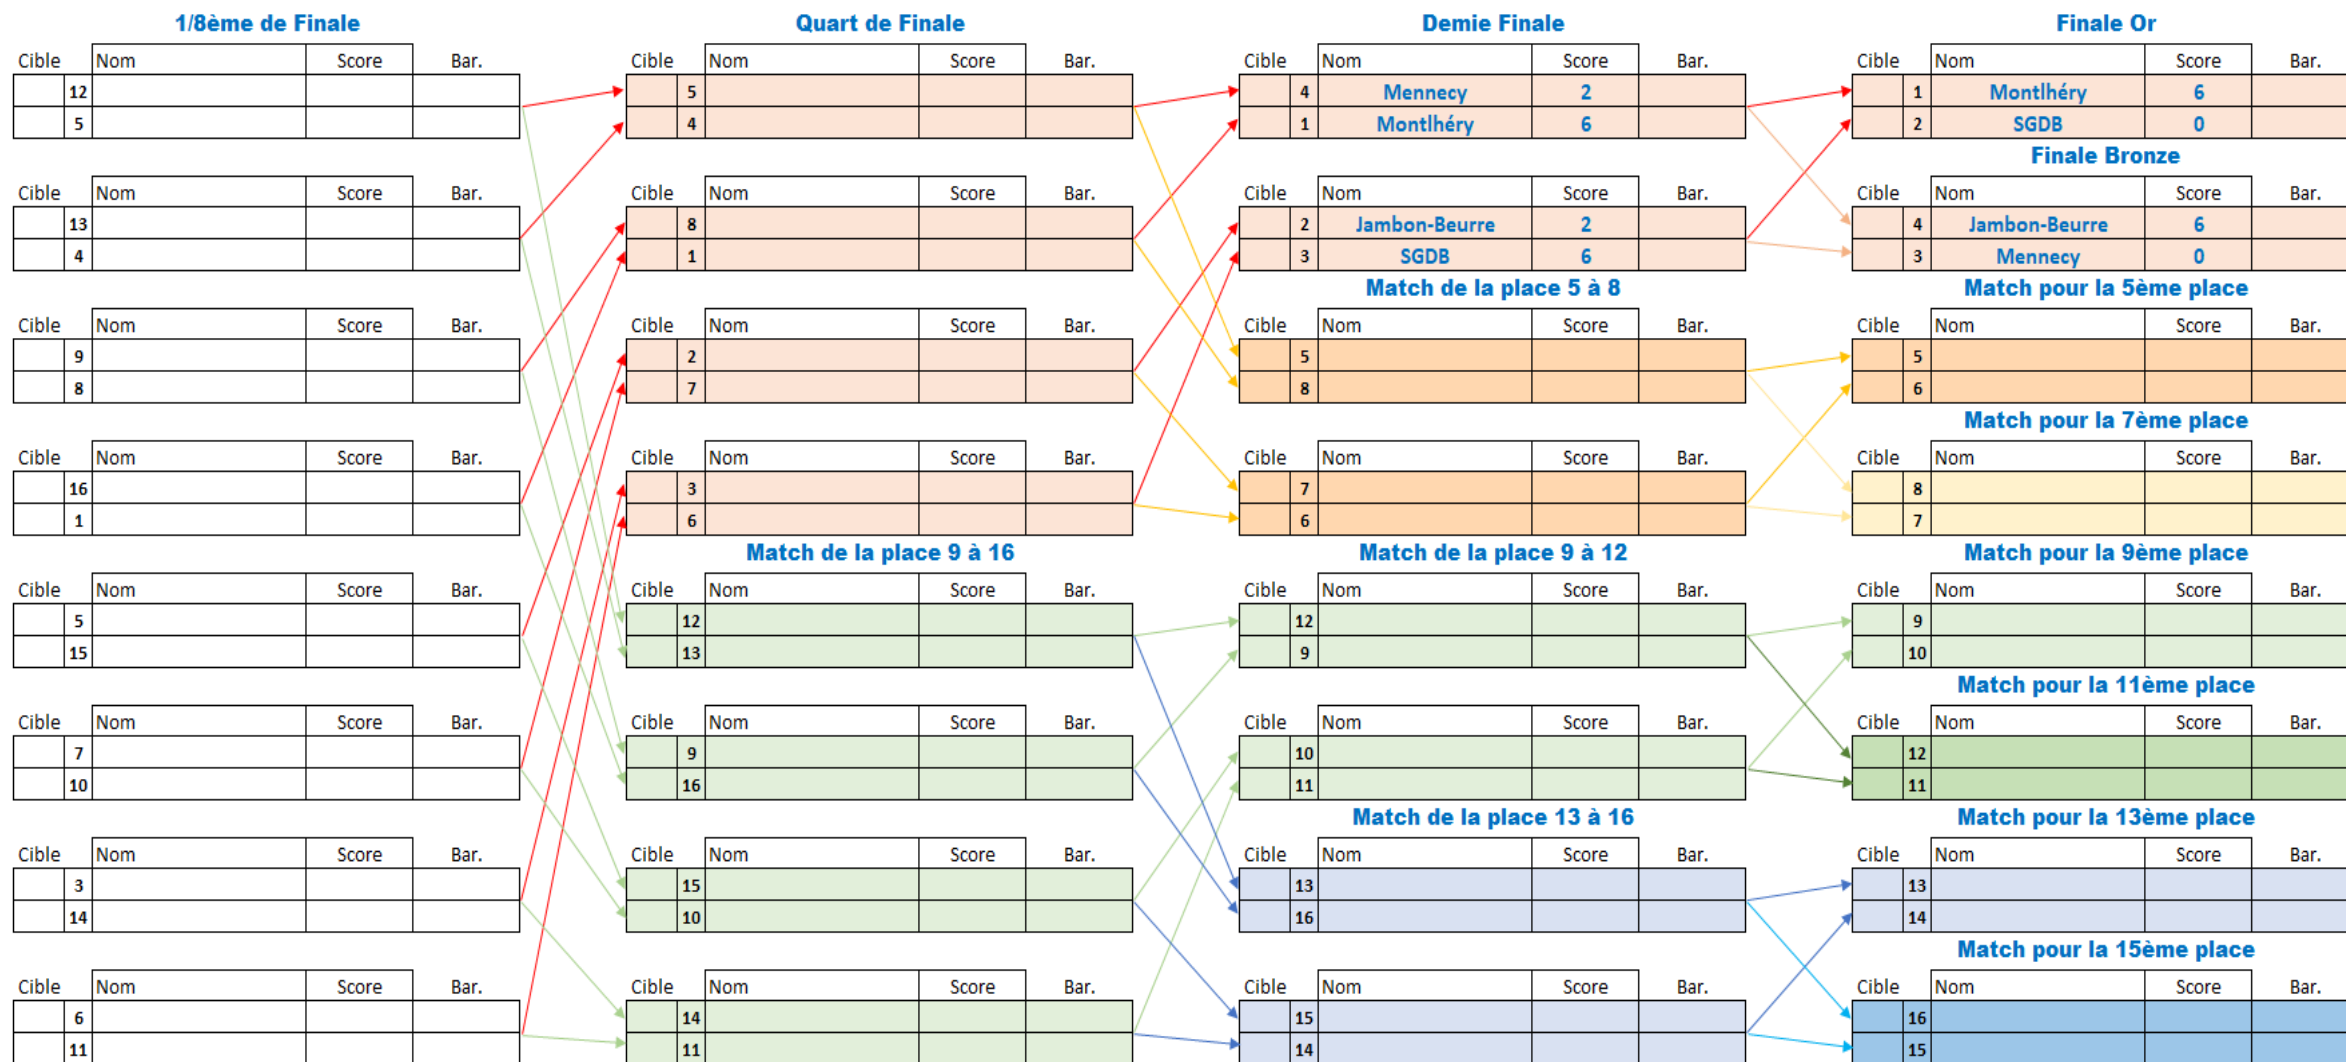 1/8ème de Finale Quart de Finale Demie Finale Finale Or
Cible Nom Score Bar. Cible Nom Score Bar. Cible Nom Score Bar. Cible Nom Score Bar.
12 5 4 Mennecy 2 1 Montlhéry 6
5 4 1 Montlhéry 6 2 SGDB 0
Finale Bronze
Cible Nom Score Bar. Cible Nom Score Bar. Cible Nom Score Bar. Cible Nom Score Bar.
13 8 2 Jambon-Beurre 2 4 Jambon-Beurre 6
4 1 3 SGDB 6 3 Mennecy 0
Match de la place 5 à 8 Match pour la 5ème place
Cible Nom Score Bar. Cible Nom Score Bar. Cible Nom Score Bar. Cible Nom Score Bar.
9 2 5 5
8 7 8 6
Match pour la 7ème place
Cible Nom Score Bar. Cible Nom Score Bar. Cible Nom Score Bar. Cible Nom Score Bar.
16 3 7 8
1 6 6 7
Match de la place 9 à 16 Match de la place 9 à 12 Match pour la 9ème place
Cible Nom Score Bar. Cible Nom Score Bar. Cible Nom Score Bar. Cible Nom Score Bar.
5 12 12 9
15 13 9 10
Match pour la 11ème place
Cible Nom Score Bar. Cible Nom Score Bar. Cible Nom Score Bar. Cible Nom Score Bar.
7 9 10 12
10 16 11 11
Match de la place 13 à 16 Match pour la 13ème place
Cible Nom Score Bar. Cible Nom Score Bar. Cible Nom Score Bar. Cible Nom Score Bar.
3 15 13 13
14 10 16 14
Match pour la 15ème place
Cible Nom Score Bar. Cible Nom Score Bar. Cible Nom Score Bar. Cible Nom Score Bar.
6 14 15 16
11 11 14 15